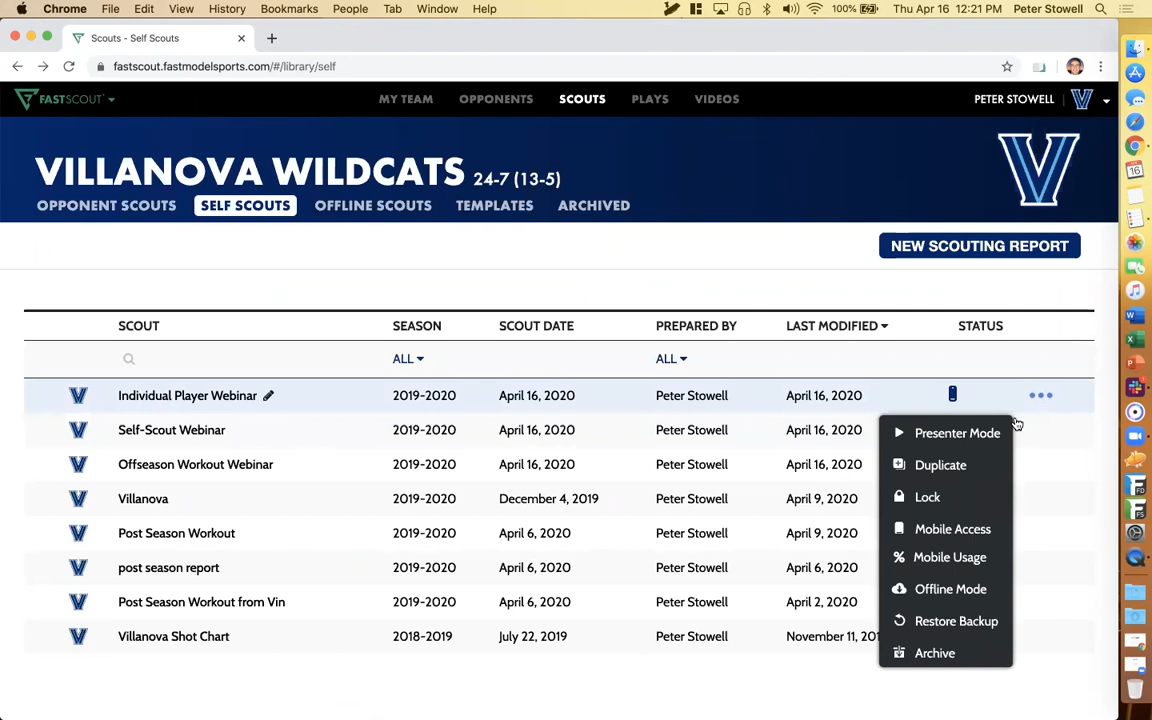 Chrome File Edit View History Bookmarks People Tab Window Help 100% Thu Apr 16 12:21 PM Peter Stowell
Scouts - Self Scouts
fastscout.fastmodelsports.com/#/library/self
FASTSCOUT MY TEAM OPPONENTS SCOUTS PLAYS VIDEOS PETER STOWELL
VILLANOVA WILDCATS 24-7 (13-5)
OPPONENT SCOUTS SELF SCOUTS OFFLINE SCOUTS TEMPLATES ARCHIVED
NEW SCOUTING REPORT
SCOUT SEASON SCOUT DATE PREPARED BY LAST MODIFIED STATUS
ALL ALL
Individual Player Webinar 2019-2020 April 16, 2020 Peter Stowell April 16, 2020
Self-Scout Webinar 2019-2020 April 16, 2020 Peter Stowell April 16, 2020
Offseason Workout Webinar 2019-2020 April 16, 2020 Peter Stowell April 16, 2020
Villanova 2019-2020 December 4, 2019 Peter Stowell April 9, 2020
Post Season Workout 2019-2020 April 6, 2020 Peter Stowell April 9, 2020
post season report 2019-2020 April 6, 2020 Peter Stowell April 6, 2020
Post Season Workout from Vin 2019-2020 April 6, 2020 Peter Stowell April 2, 2020
Villanova Shot Chart 2018-2019 July 22, 2019 Peter Stowell November 11, 201
Presenter Mode
Duplicate
Lock
Mobile Access
Mobile Usage
Offline Mode
Restore Backup
Archive